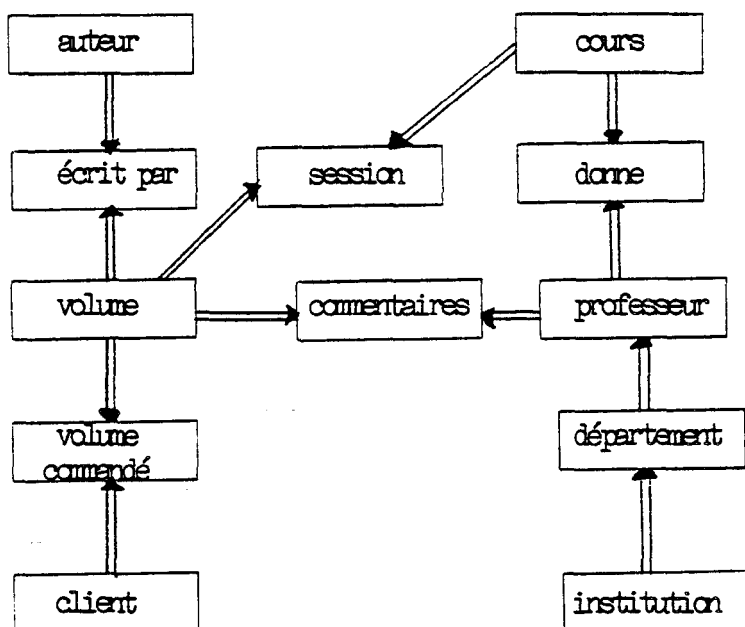 auteur
cours
écrit par
session
donne
volume
commentaires
professeur
volume
commandé
département
client
institution